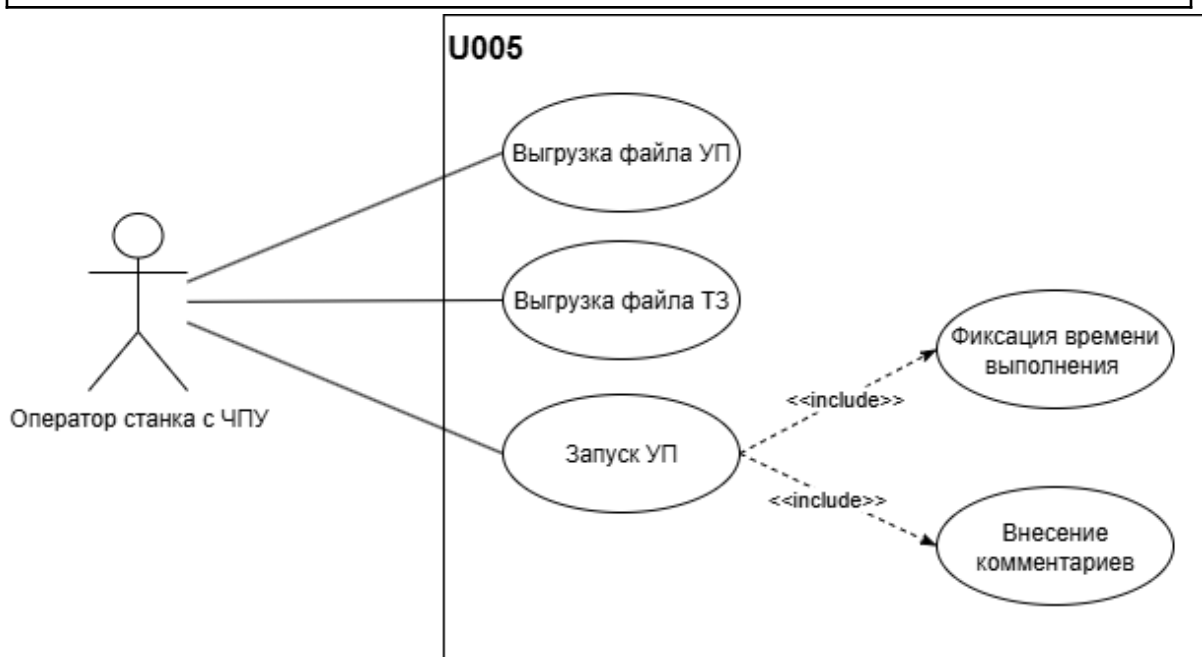 U005
Выгрузка файла УП
Выгрузка файла ТЗ
Оператор станка с ЧПУ
Запуск УП
<<include>>
<<include>>
Фиксация времени
выполнения
Внесение
комментариев